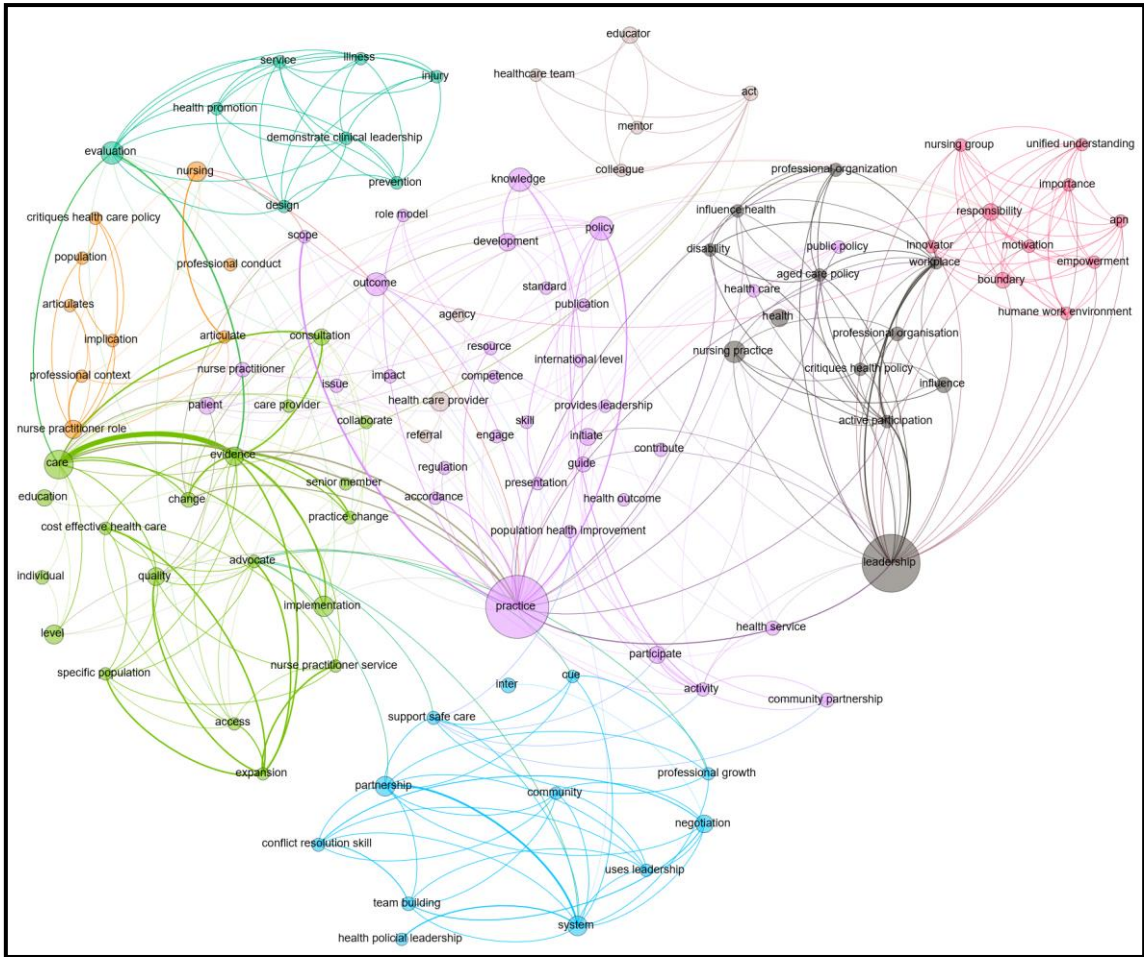 educator
service
illness
injury
healthcare team
act
health promotion
demonstrate clinical leadership
mentor
evaluation
nursing group
unified understanding
nursing
colleague
professional organization
knowledge
prevention
importance
design
role model
influence health
responsibility
critiques health care policy
apn
scope
development
policy
disability
public policy
innovator
motivation
population
professional conduct
workplace
empowerment
outcome
standard
aged care policy
boundary
health care
articulates
publication
humane work environment
agency
health
implication
articulate
consultation
professional organisation
resource
nursing practice
nurse practitioner
international level
critiques health policy
professional context
issue
impact
competence
influence
patient
care provider
health care provider
provides leadership
collaborate
skill
active participation
nurse practitioner role
referral
engage
initiate
contribute
care
evidence
regulation
guide
education
change
senior member
accordance
presentation
health outcome
cost effective health care
practice change
population health improvement
advocate
leadership
individual
quality
implementation
practice
level
health service
specific population
nurse practitioner service
participate
cue
inter
activity
community partnership
support safe care
access
expansion
professional growth
partnership
community
negotiation
conflict resolution skill
uses leadership
team building
system
health policial leadership